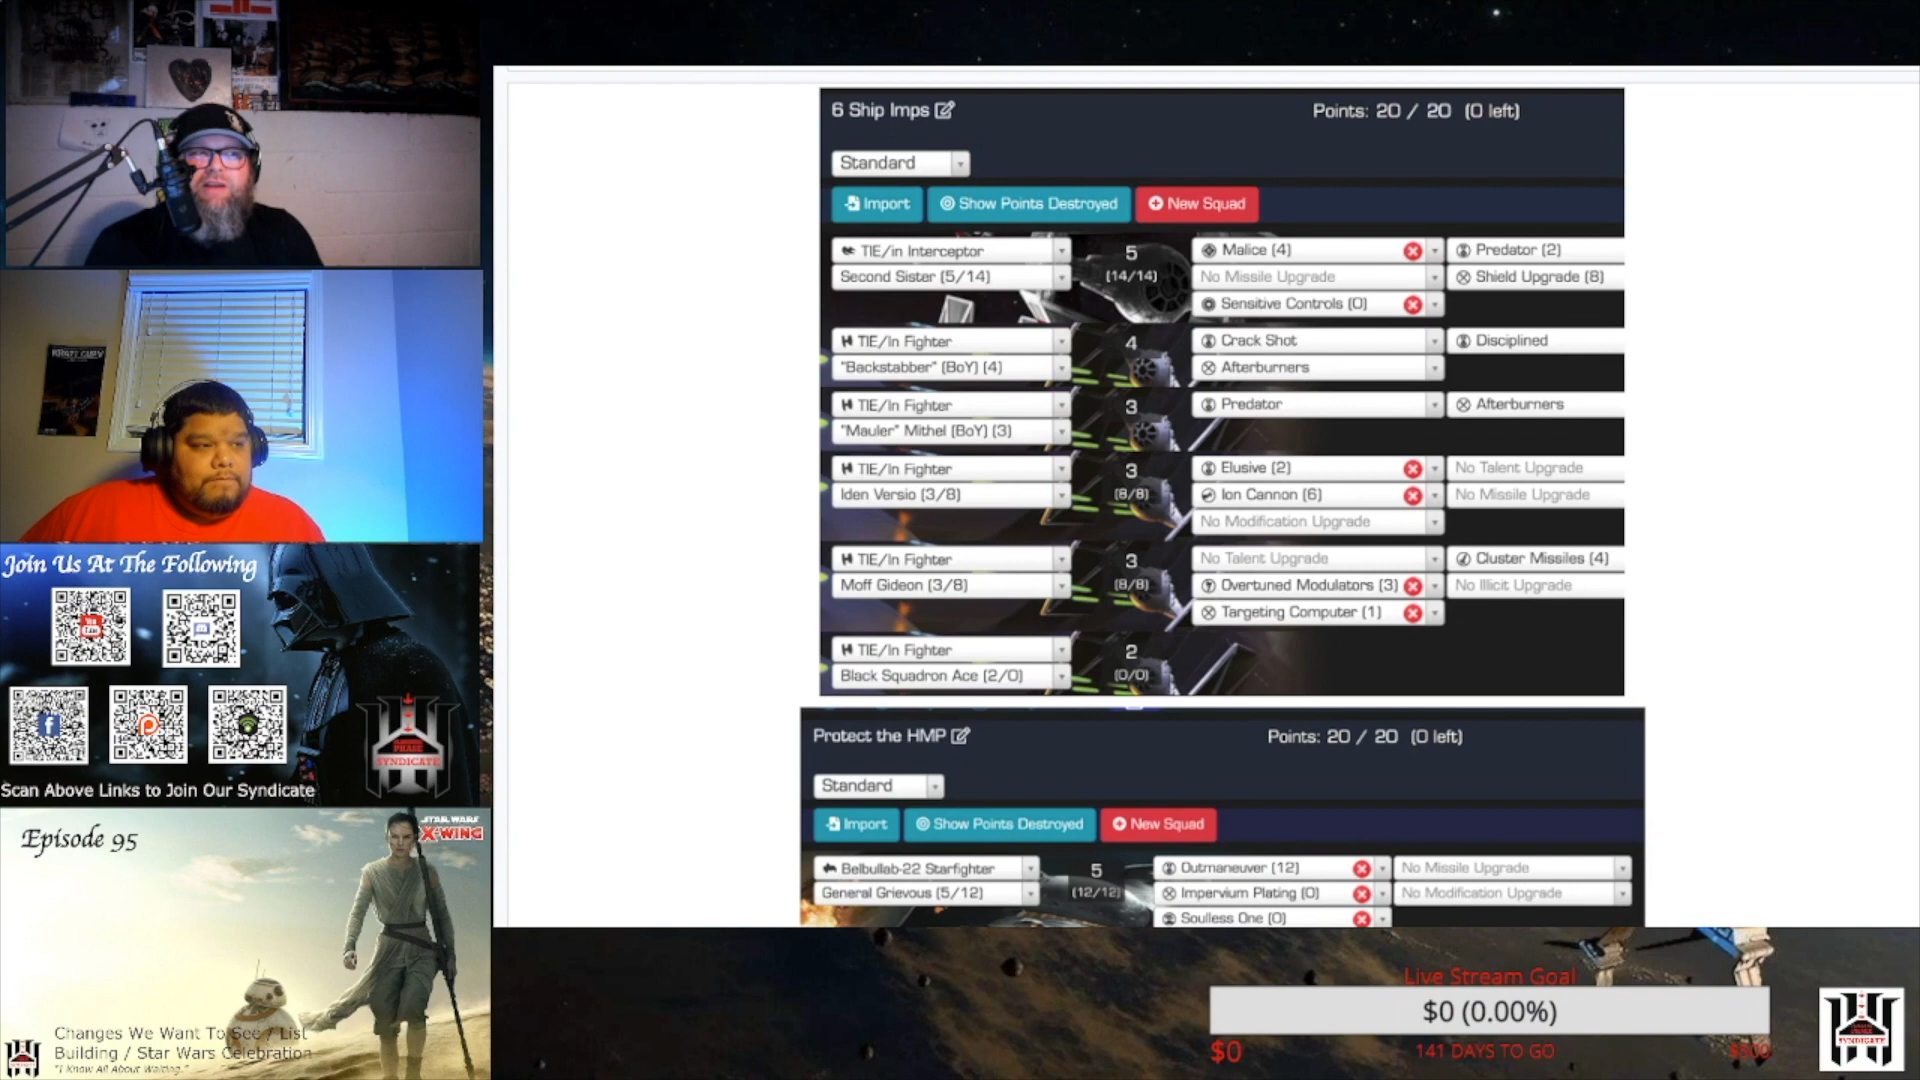 6 Ship Imps
Points: 20 / 20 (0 left)
Standard
Import
Show Points Destroyed
New Squad
TIE/in Interceptor
5
Malice (4)
Predator (2)
Second Sister (5/14)
(14/14)
No Missile Upgrade
Shield Upgrade (8)
Sensitive Controls (0)
TIE/ln Fighter
4
Crack Shot
Disciplined
"Backstabber" (BoY) (4)
Afterburners
TIE/ln Fighter
3
Predator
Afterburners
"Mauler" Mithel (BoY) (3)
TIE/ln Fighter
3
Elusive (2)
No Talent Upgrade
Iden Versio (3/8)
(8/8)
Ion Cannon (6)
No Missile Upgrade
No Modification Upgrade
TIE/ln Fighter
3
No Talent Upgrade
Cluster Missiles (4)
Moff Gideon (3/8)
(8/8)
Overtuned Modulators (3)
No Illicit Upgrade
Targeting Computer (1)
TIE/ln Fighter
2
Black Squadron Ace (2/0)
(0/0)
Protect the HMP
Points: 20 / 20 (0 left)
Standard
Import
Show Points Destroyed
New Squad
Belbullab-22 Starfighter
5
Outmaneuver (12)
No Missile Upgrade
General Grievous (5/12)
(12/12)
Impervium Plating (0)
No Modification Upgrade
Soulless One (0)
Join Us At The Following
You Tube
SYNDICATE
Scan Above Links to Join Our Syndicate
Episode 95
STAR WARS
X-WING
Changes We Want To See / List
Building / Star Wars Celebration
"I Know All About Waiting."
Live Stream Goal
$0 (0.00%)
$0
141 DAYS TO GO
SYNDICATE